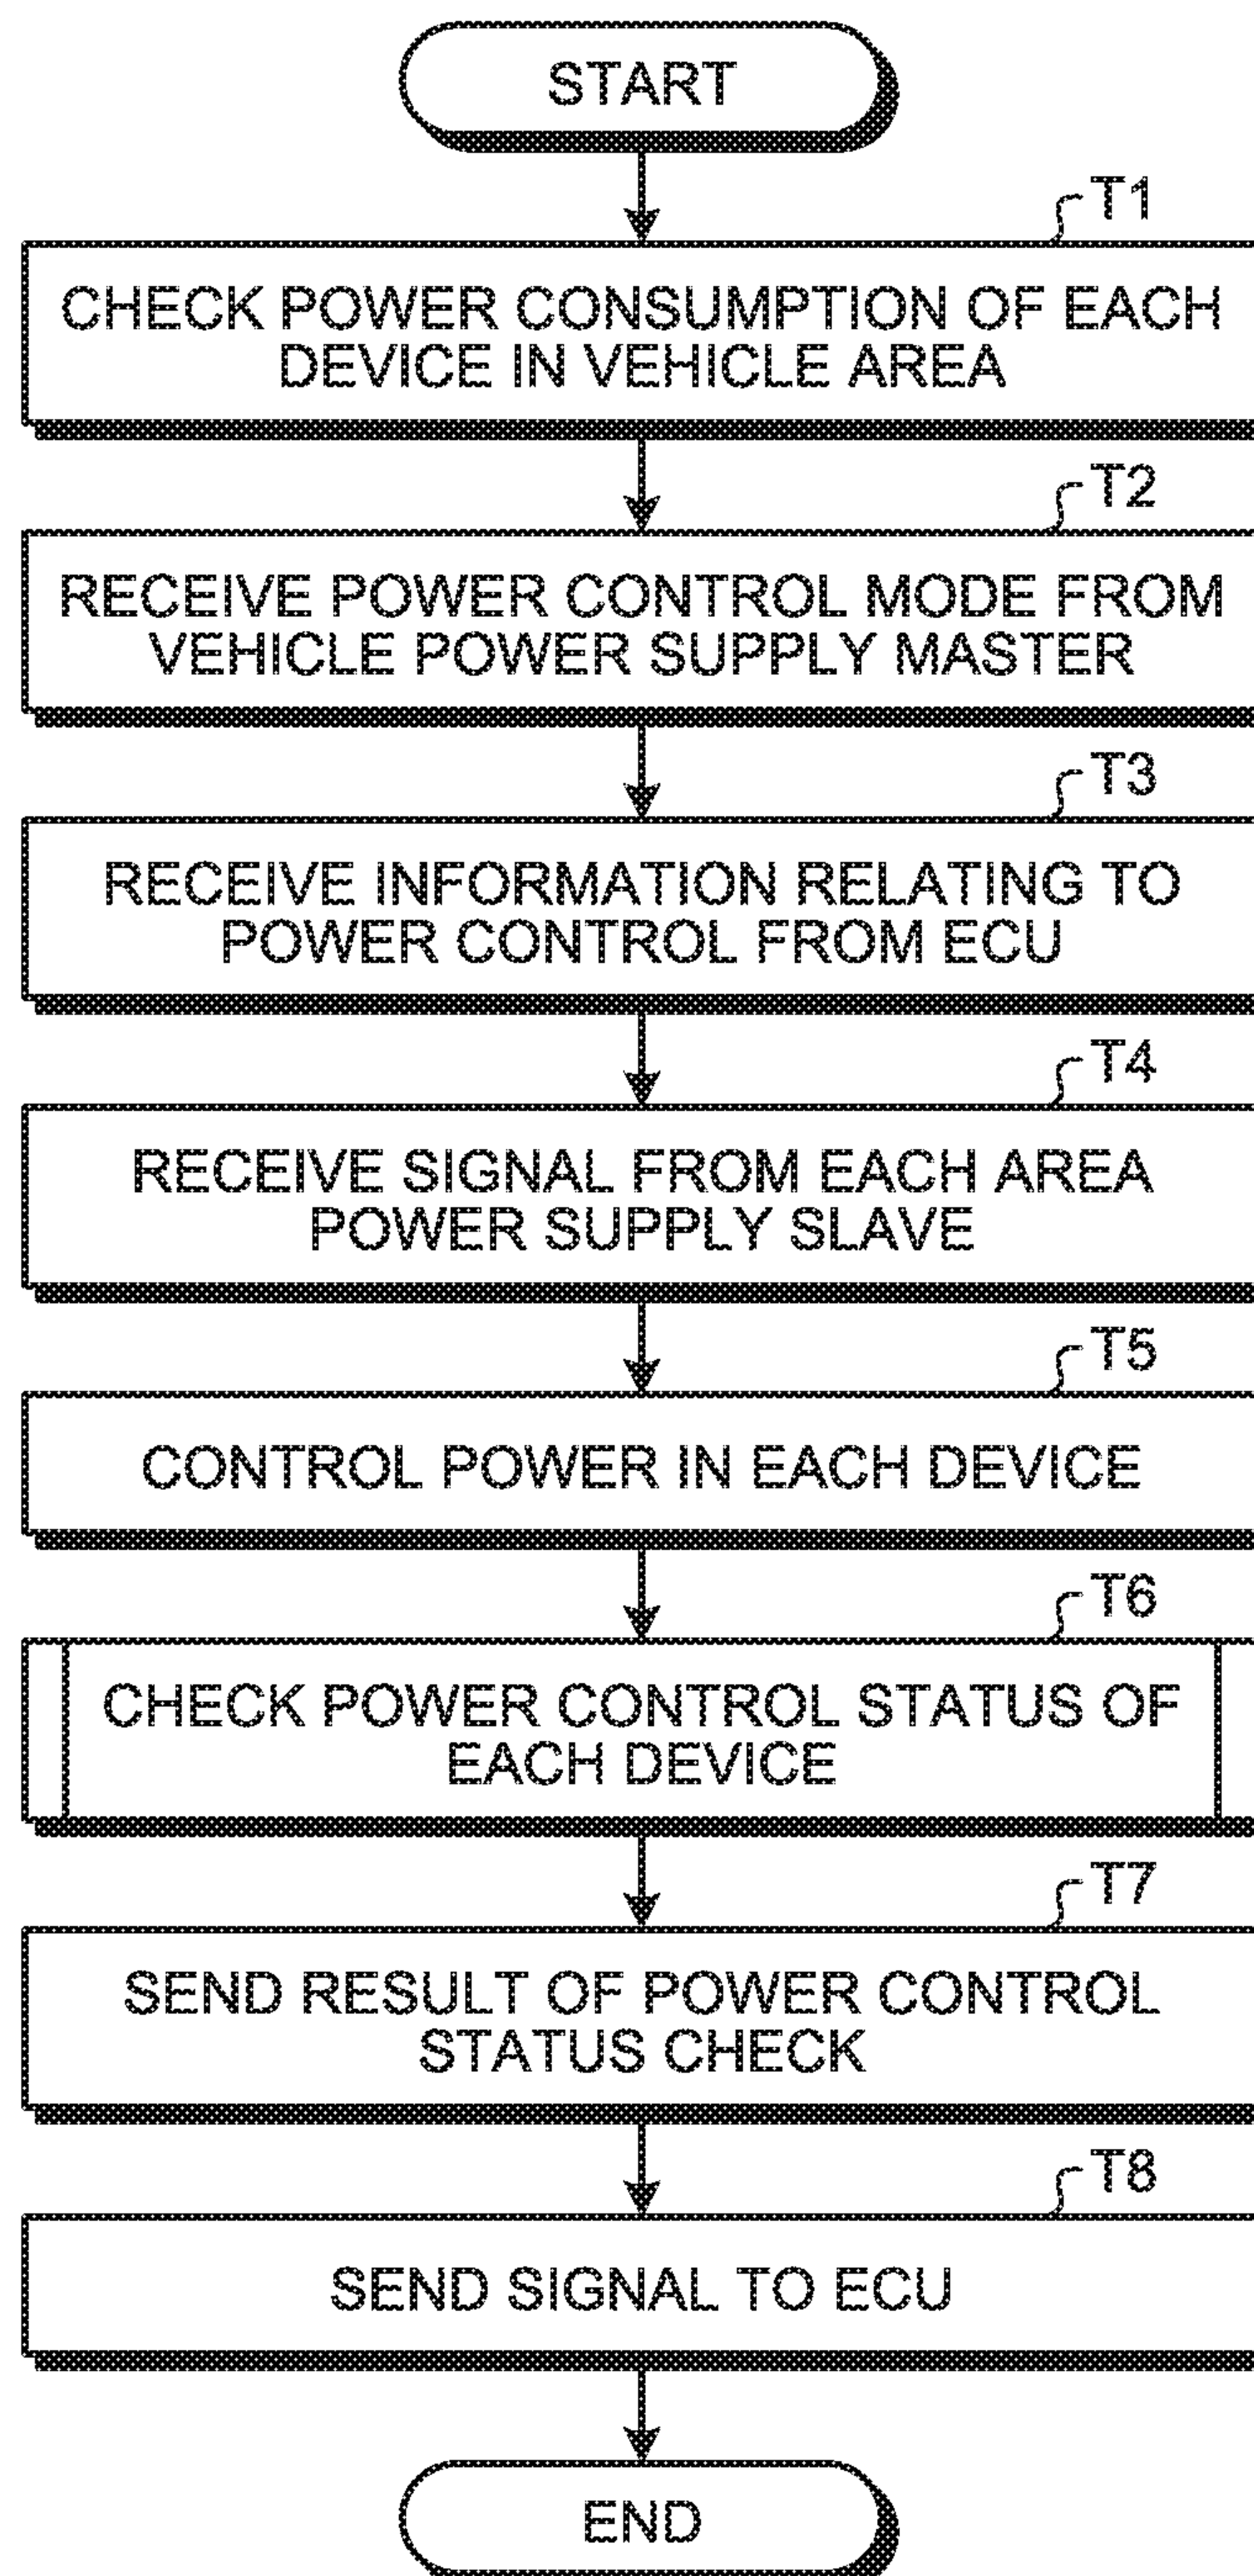 START
T1
CHECK POWER CONSUMPTION OF EACH
DEVICE IN VEHICLE AREA
T2
RECEIVE POWER CONTROL MODE FROM
VEHICLE POWER SUPPLY MASTER
T3
RECEIVE INFORMATION RELATING TO
POWER CONTROL FROM ECU
T4
RECEIVE SIGNAL FROM EACH AREA
POWER SUPPLY SLAVE
T5
CONTROL POWER IN EACH DEVICE
T6
CHECK POWER CONTROL STATUS OF
EACH DEVICE
T7
SEND RESULT OF POWER CONTROL
STATUS CHECK
T8
SEND SIGNAL TO ECU
END